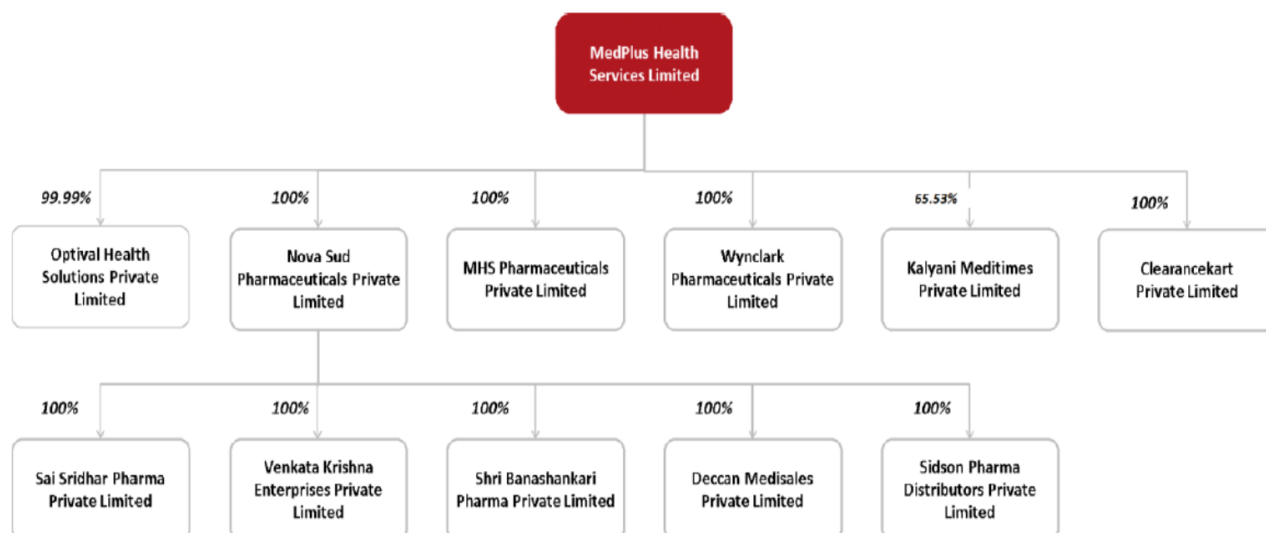 MedPlus Health
Services Limited
99.99%
100%
100%
100%
65.53%
100%
Optival Health
Solutions Private
Limited
Nova Sud
Pharmaceuticals Private
Limited
MHS Pharmaceuticals
Private Limited
Wynclark
Pharmaceuticals Private
Limited
Kalyani Meditimes
Private Limited
Clearancekart
Private Limited
100%
100%
100%
100%
100%
Sai Sridhar Pharma
Private Limited
Venkata Krishna
Enterprises Private
Limited
Shri Banashankari
Pharma Private Limited
Deccan Medisales
Private Limited
Sidson Pharma
Distributors Private
Limited